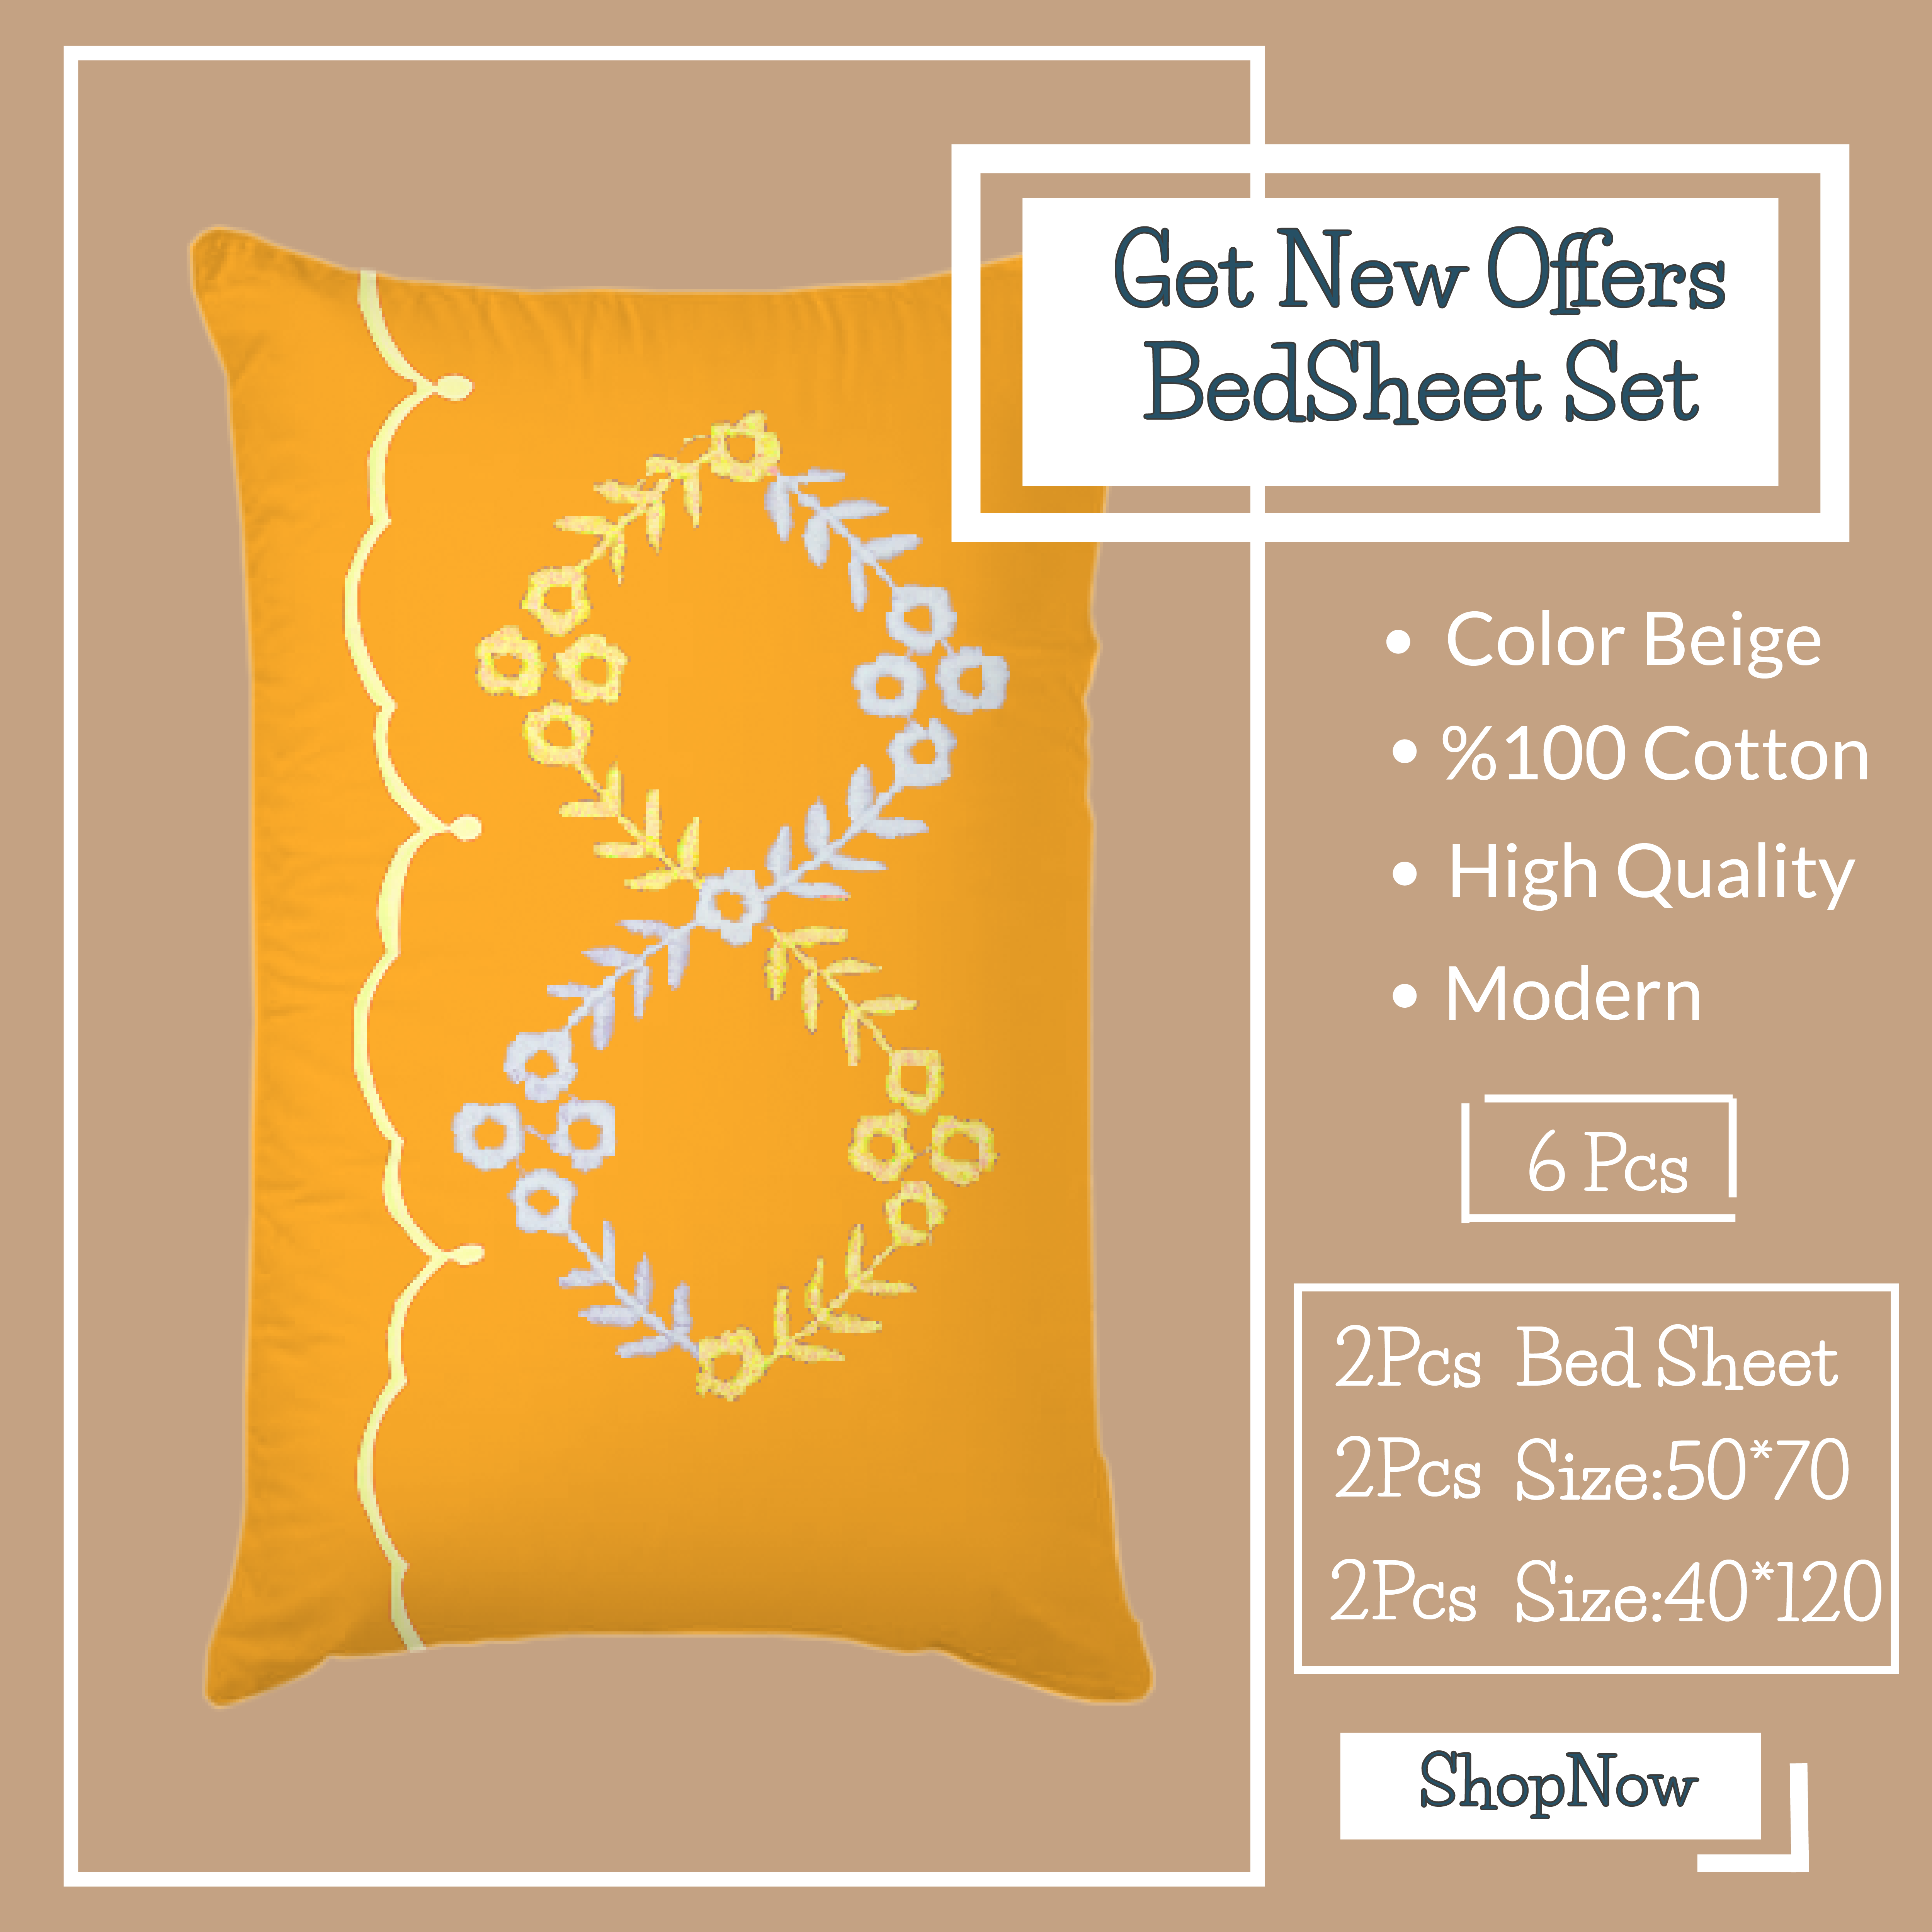 Get New Offers
BedSheet Set
• Color Beige
• %100 Cotton
• High Quality
• Modern
6 Pcs
2Pcs Bed Sheet
2Pcs Size:50*70
2Pcs Size:40*120
ShopNow